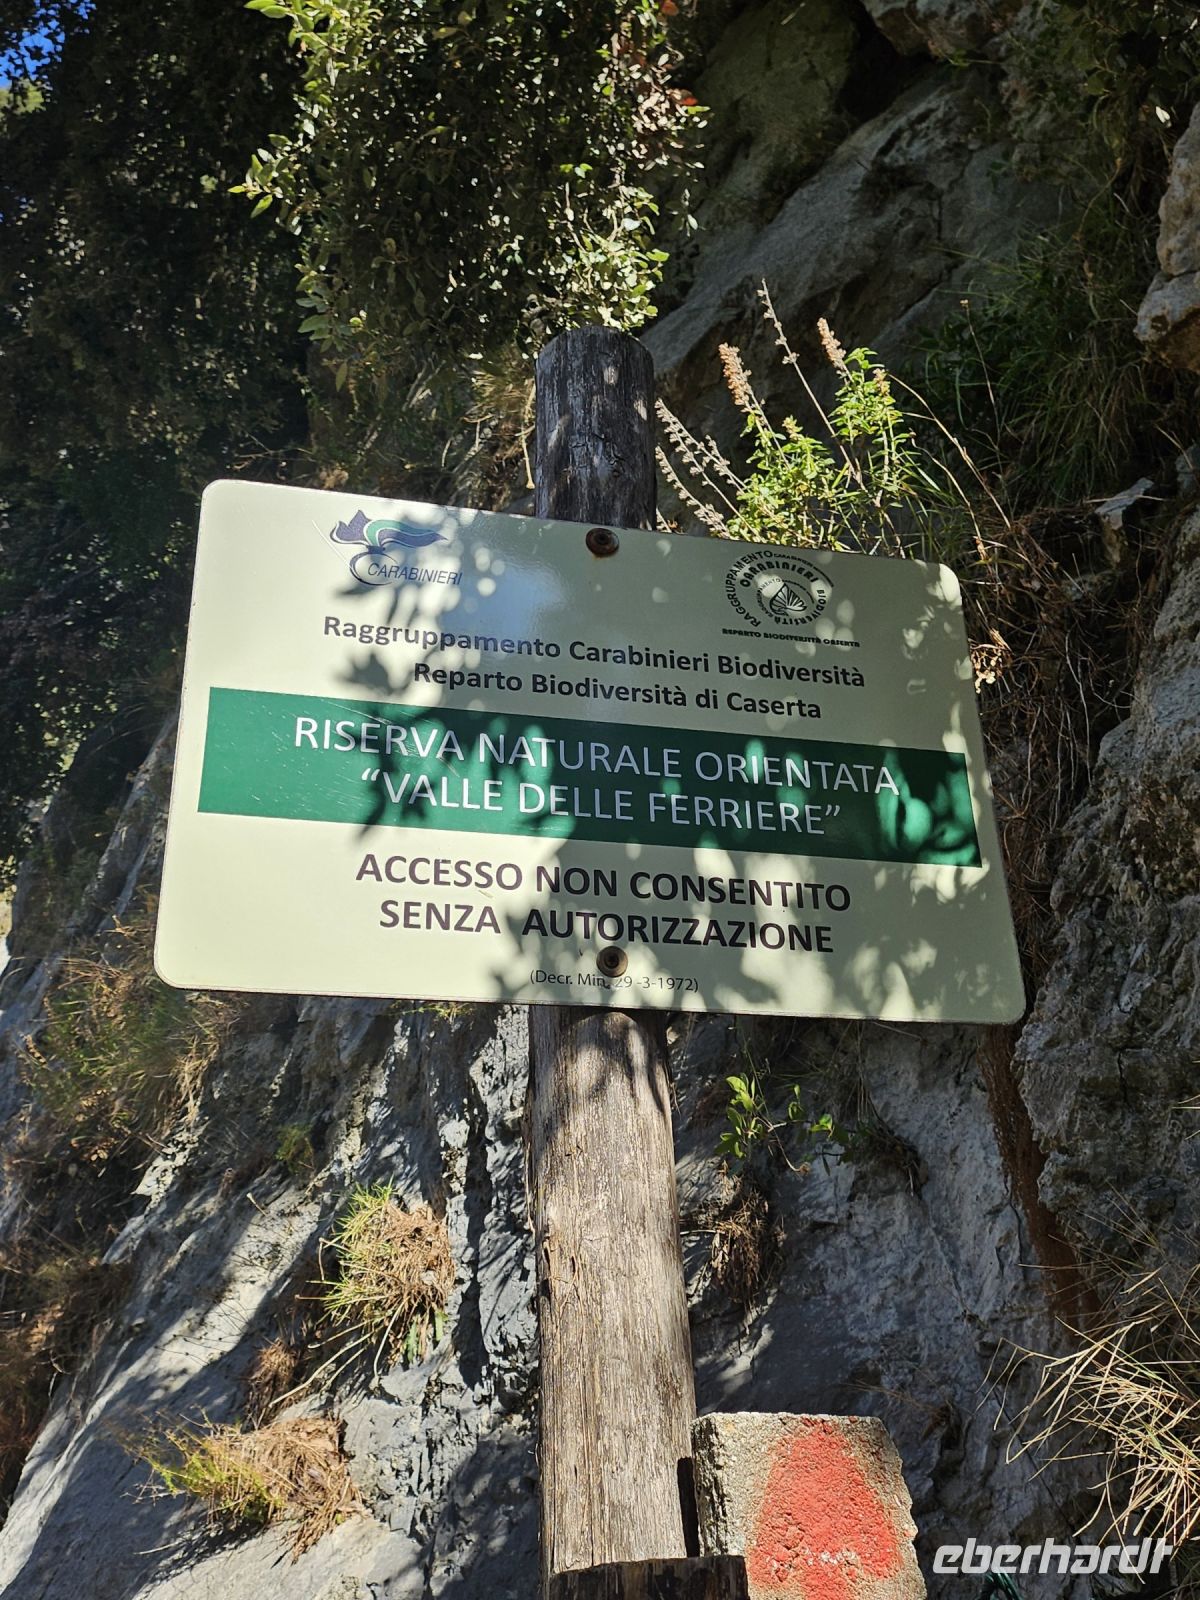 CARABINIERI
RAGGRUPPAMENTO CARABINIERI BIODIVERSITÀ
REPARTO BIODIVERSITÀ CASERTA
Raggruppamento Carabinieri Biodiversità
Reparto Biodiversità di Caserta
RISERVA NATURALE ORIENTATA
“VALLE DELLE FERRIERE”
ACCESSO NON CONSENTITO
SENZA AUTORIZZAZIONE
(Decr. Min. 29 -3-1972)
eberhardt